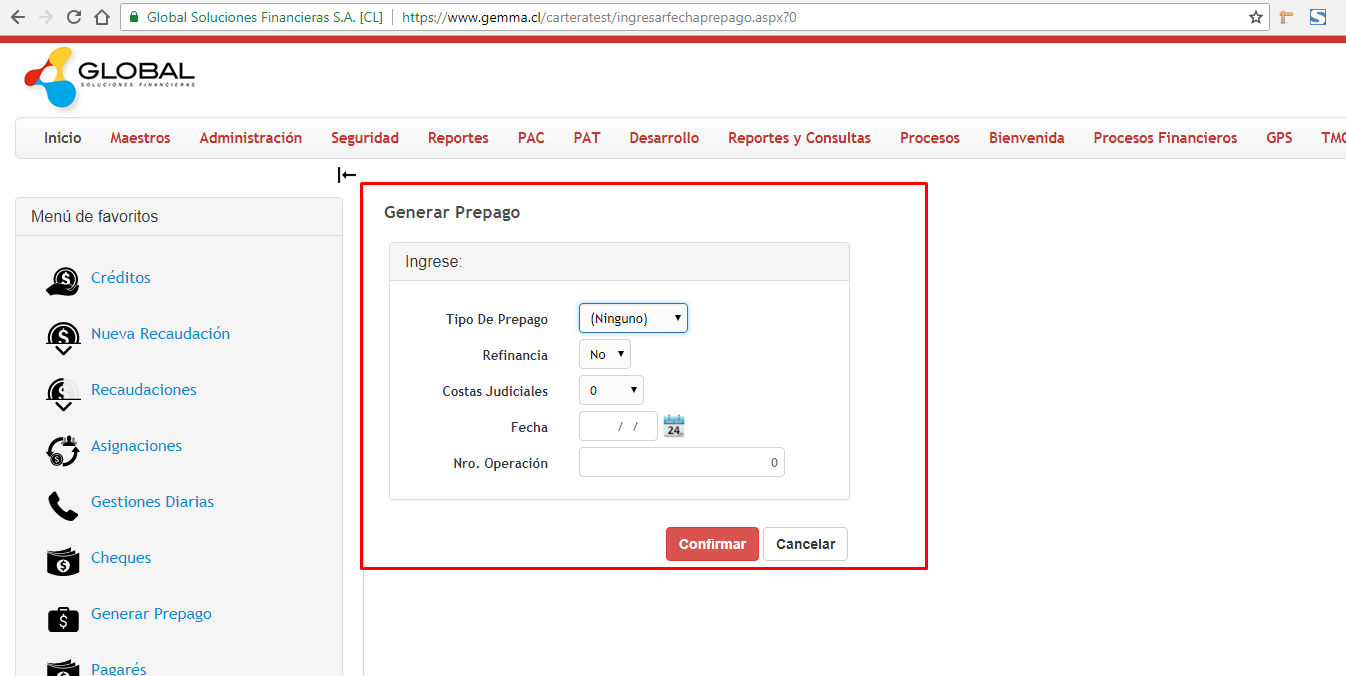 Global Soluciones Financieras S.A. [CL] https://www.gemma.cl/carteratest/ingresarfechaprepago.aspx?0
GLOBAL
SOLUCIONES FINANCIERAS
Inicio Maestros Administración Seguridad Reportes PAC PAT Desarrollo Reportes y Consultas Procesos Bienvenida Procesos Financieros GPS TMC
Menú de favoritos
Créditos
Nueva Recaudación
Recaudaciones
Asignaciones
Gestiones Diarias
Cheques
Generar Prepago
Pagarés
Generar Prepago
Ingrese:
Tipo De Prepago (Ninguno)
Refinancia No
Costas Judiciales 0
Fecha / / 24
Nro. Operación 0
Confirmar Cancelar